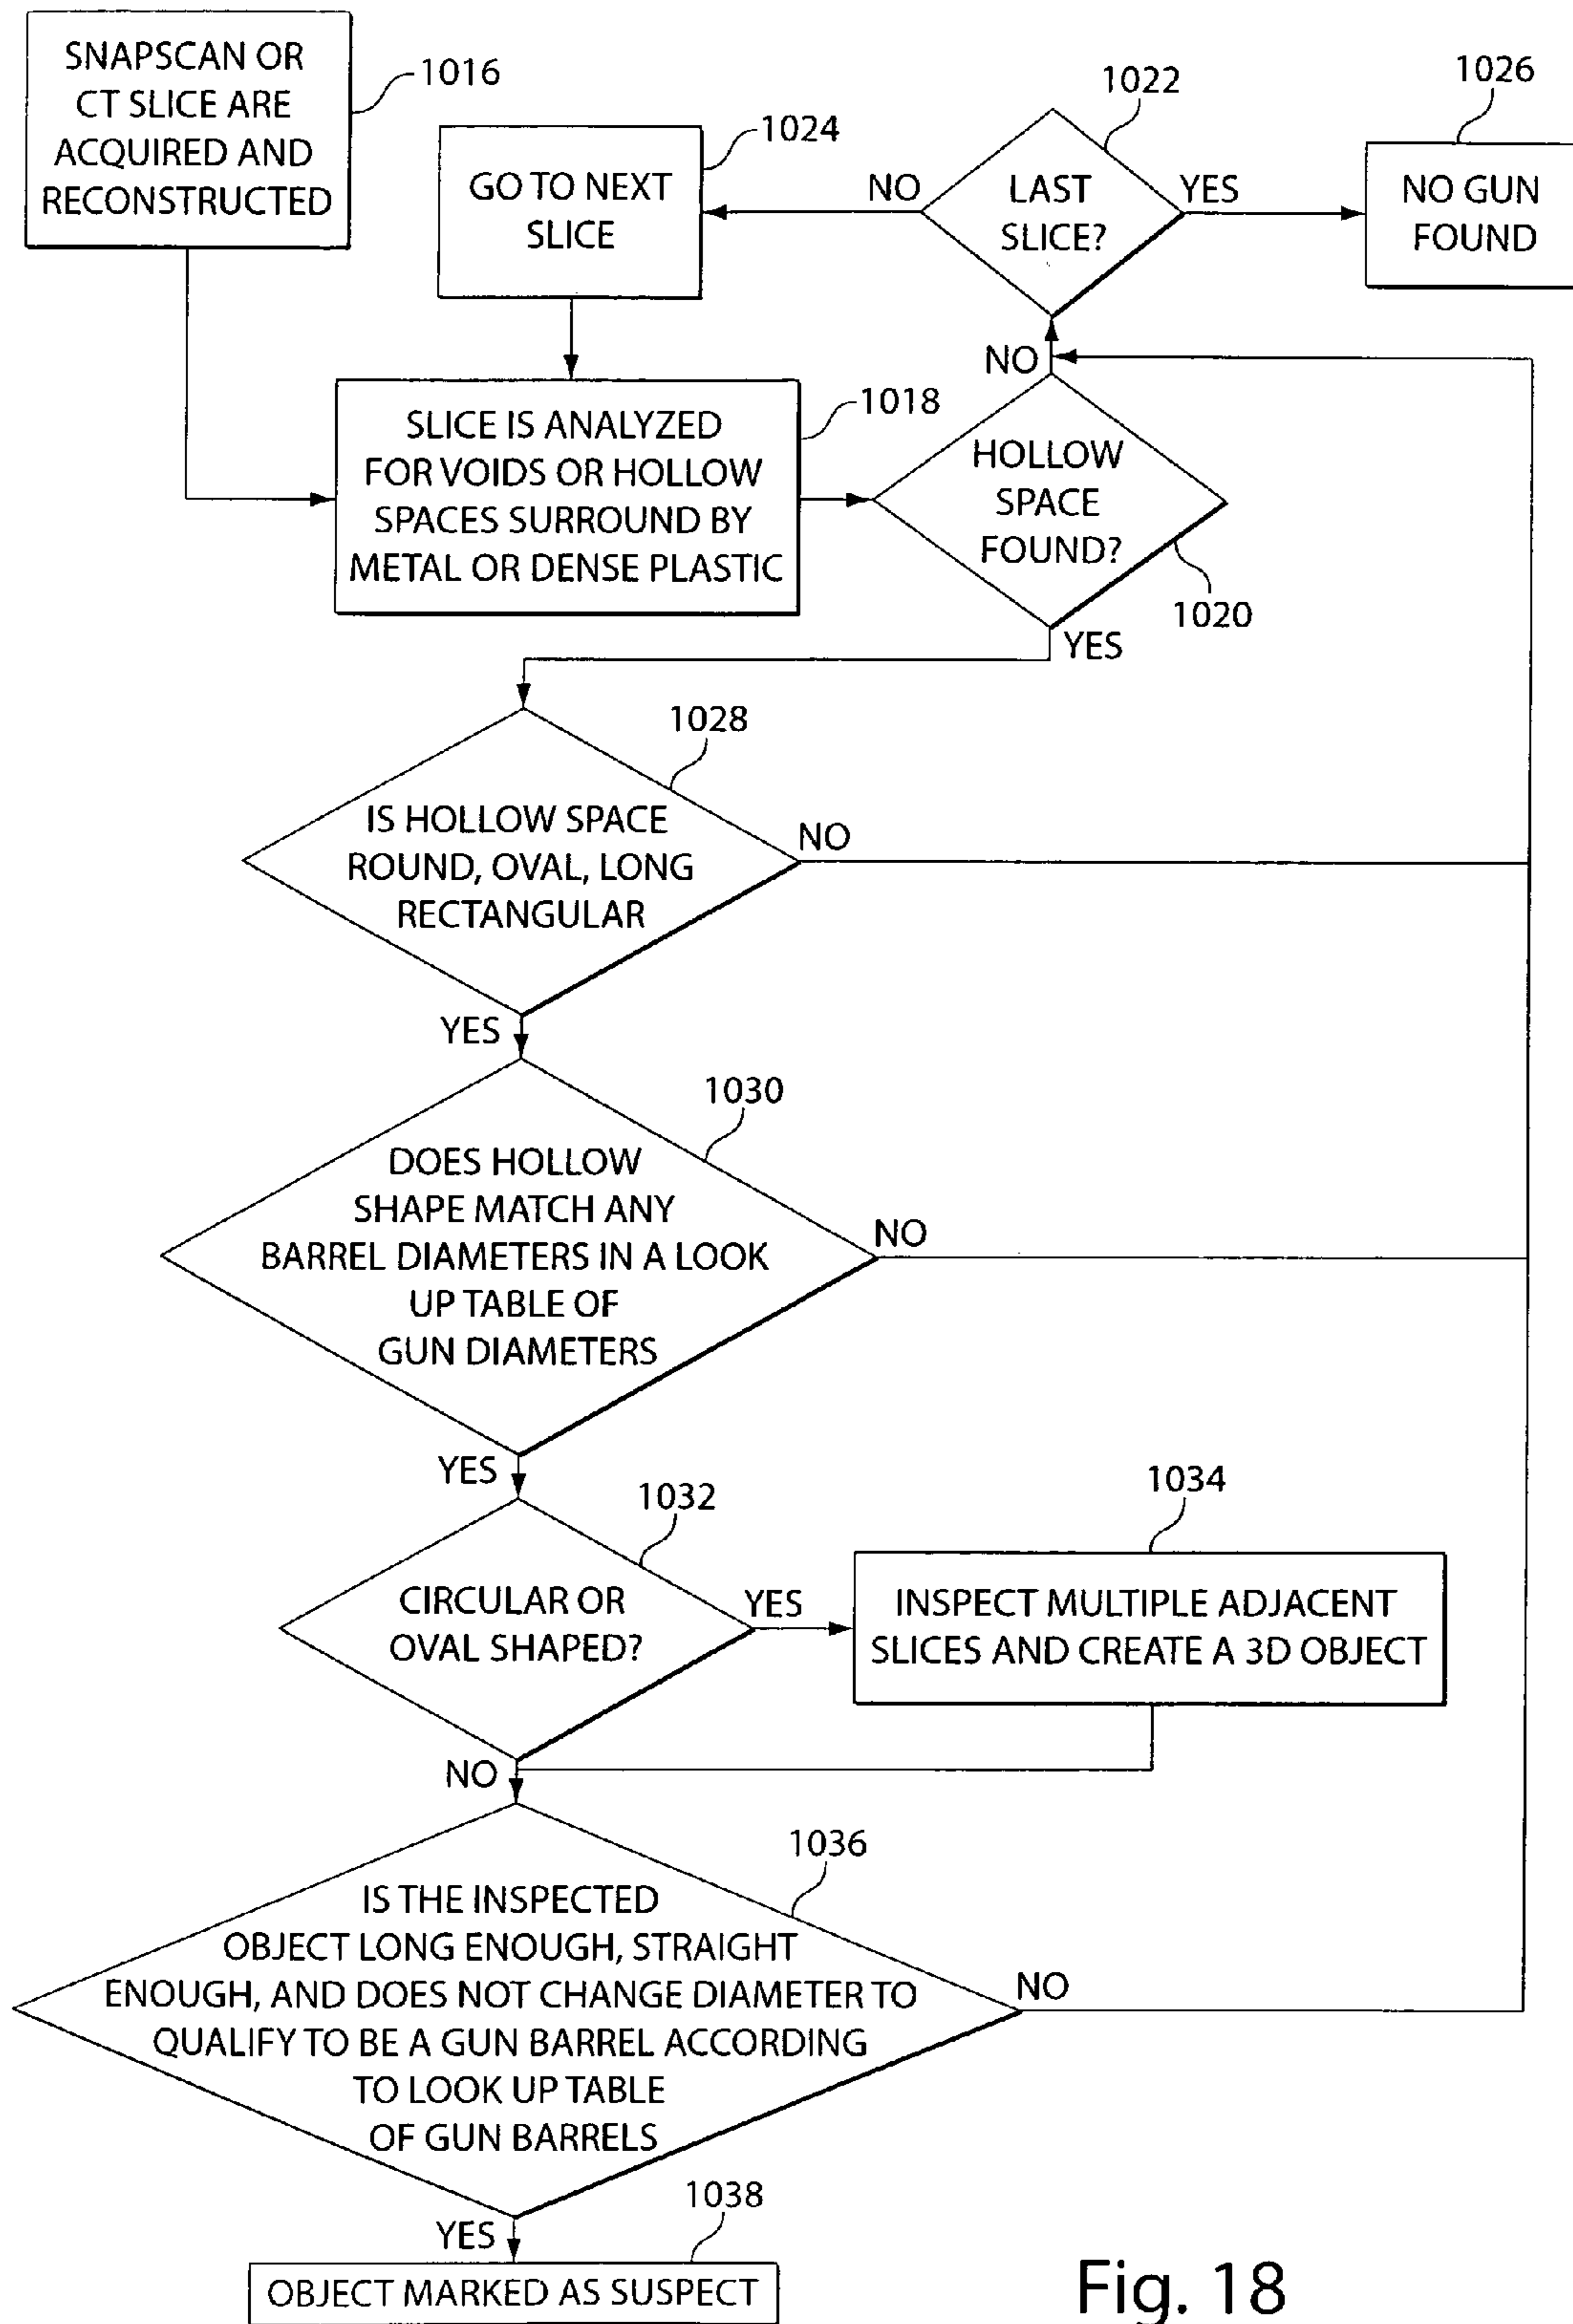 SNAPSCAN OR
CT SLICE ARE
ACQUIRED AND
RECONSTRUCTED
1016
GO TO NEXT
SLICE
1024
NO
LAST
SLICE?
1022
YES
NO GUN
FOUND
1026
SLICE IS ANALYZED
FOR VOIDS OR HOLLOW
SPACES SURROUND BY
METAL OR DENSE PLASTIC
1018
NO
HOLLOW
SPACE
FOUND?
1020
YES
1028
IS HOLLOW SPACE
ROUND, OVAL, LONG
RECTANGULAR
NO
YES
1030
DOES HOLLOW
SHAPE MATCH ANY
BARREL DIAMETERS IN A LOOK
UP TABLE OF
GUN DIAMETERS
NO
YES
1032
CIRCULAR OR
OVAL SHAPED?
YES
1034
INSPECT MULTIPLE ADJACENT
SLICES AND CREATE A 3D OBJECT
NO
1036
IS THE INSPECTED
OBJECT LONG ENOUGH, STRAIGHT
ENOUGH, AND DOES NOT CHANGE DIAMETER TO
QUALIFY TO BE A GUN BARREL ACCORDING
TO LOOK UP TABLE
OF GUN BARRELS
NO
YES
1038
OBJECT MARKED AS SUSPECT
Fig. 18